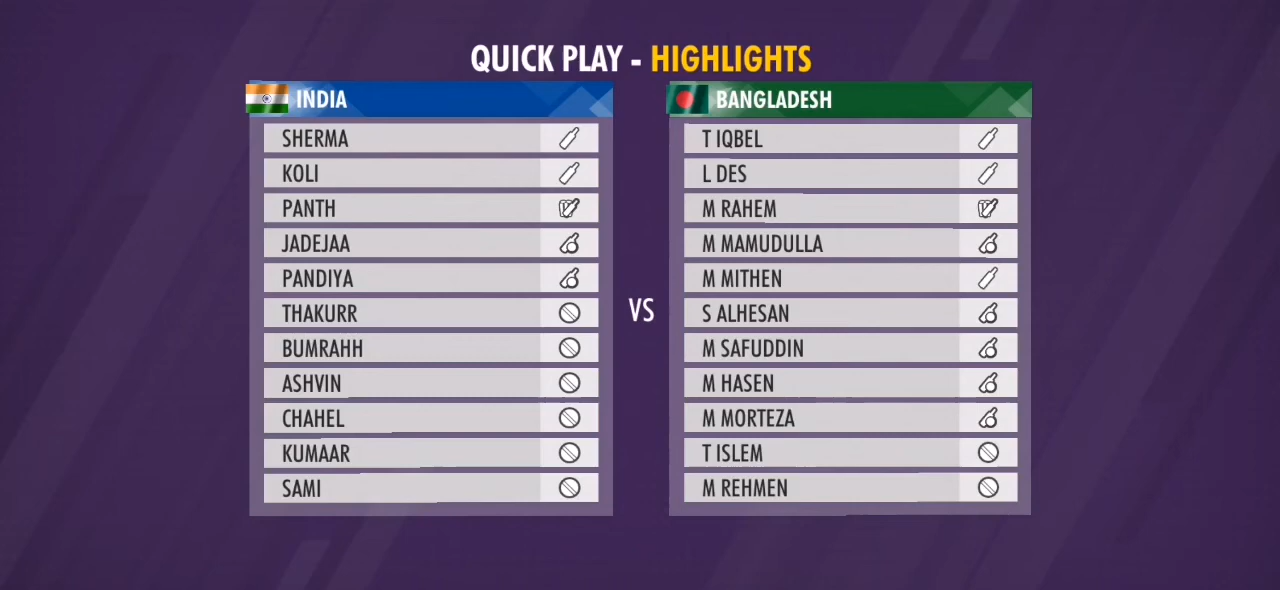 QUICK PLAY - HIGHLIGHTS
INDIA
SHERMA
KOLI
PANTH
JADEJAA
PANDIYA
THAKURR
BUMRAHH
ASHVIN
CHAHEL
KUMAAR
SAMI
VS
BANGLADESH
T IQBEL
L DES
M RAHEM
M MAMUDULLA
M MITHEN
S ALHESAN
M SAFUDDIN
M HASEN
M MORTEZA
T ISLEM
M REHMEN